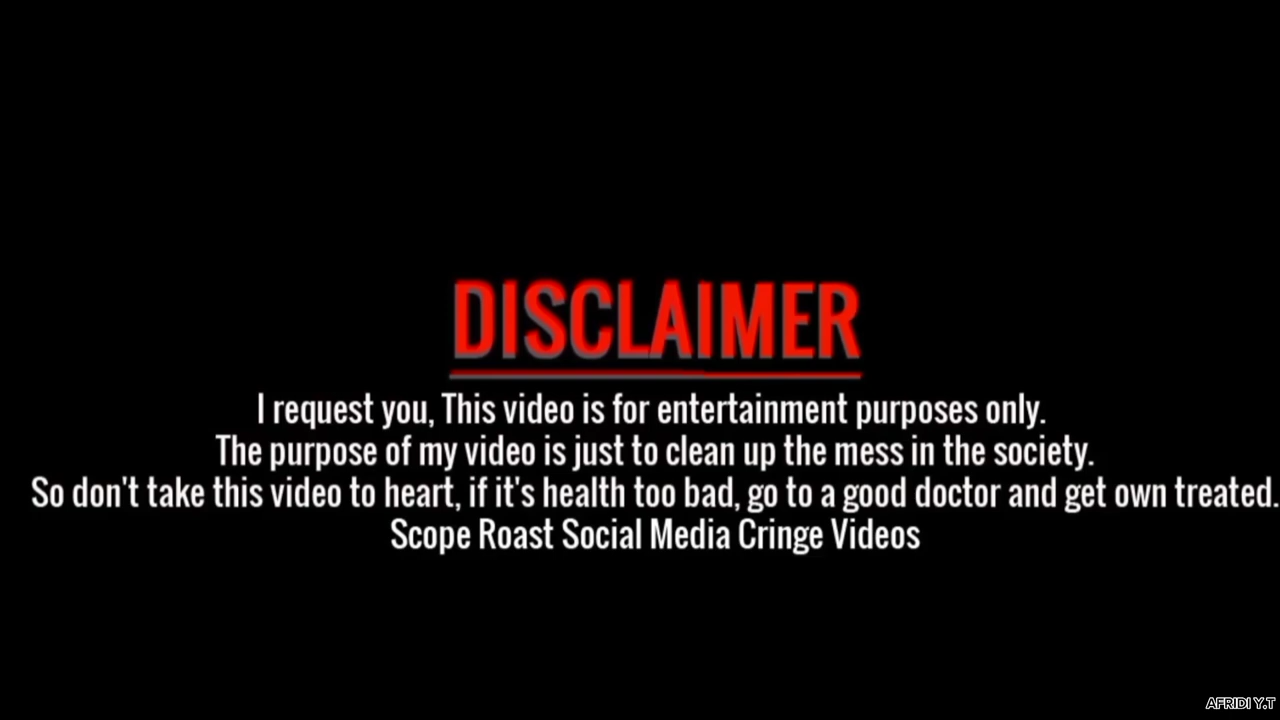 DISCLAIMER
I request you, This video is for entertainment purposes only.
The purpose of my video is just to clean up the mess in the society.
So don't take this video to heart, if it's health too bad, go to a good doctor and get own treated.
Scope Roast Social Media Cringe Videos
AFRIDI Y.T